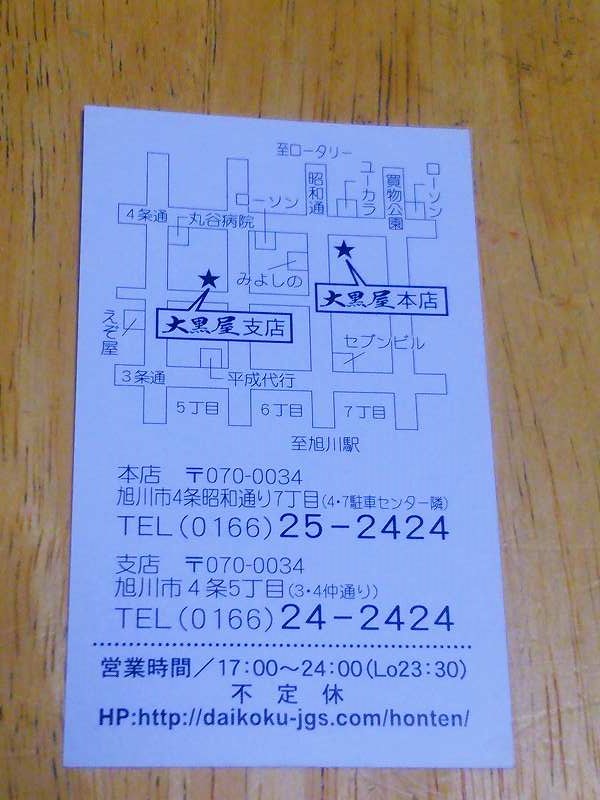 至ロータリー
昭和通
ユーカラ
買物公園
ローソン
ローソン
4条通
丸谷病院
みよしの
大黒屋本店
大黒屋支店
えぞ屋
セブンビル
3条通
平成代行
5丁目
6丁目
7丁目
至旭川駅
本店 〒070-0034
旭川市4条昭和通り7丁目(4・7駐車センター隣)
TEL(0166)25-2424
支店 〒070-0034
旭川市4条5丁目(3・4仲通り)
TEL(0166)24-2424
営業時間/17:00~24:00(Lo23:30)
不定休
HP:http://daikoku-jgs.com/honten/